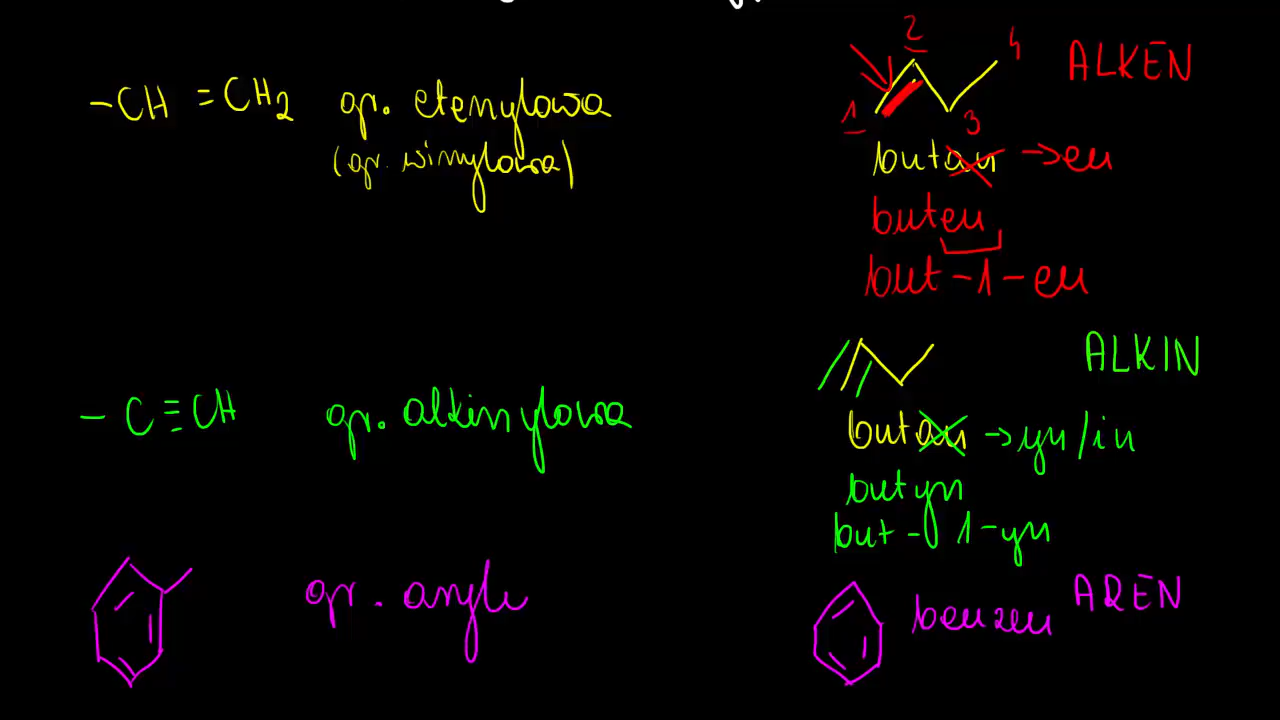 -CH=CH2 gr. etenylowa
(gr. winylowa)
1 2 3 4 ALKEN
butan → en
buten
but-1-en
-C≡CH gr. alkinylowa
ALKIN
butan → yn/in
butyn
but-1-yn
gr. aryl
benzen AREN